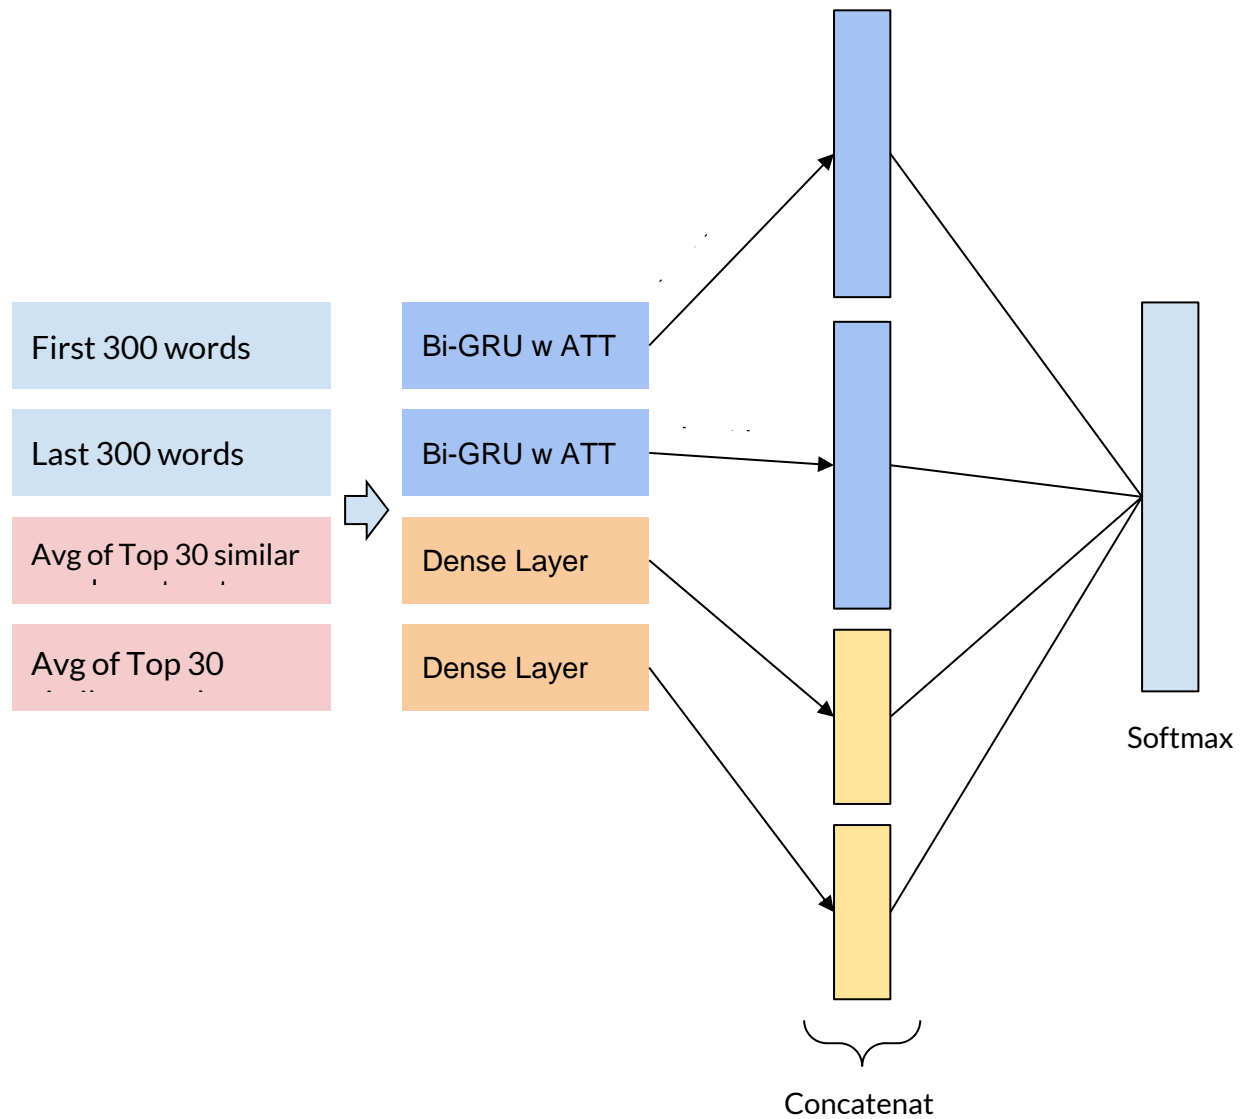 First 300 words
Bi-GRU w ATT
Last 300 words
Bi-GRU w ATT
Avg of Top 30 similar
Dense Layer
Avg of Top 30
Dense Layer
Softmax
Concatenat